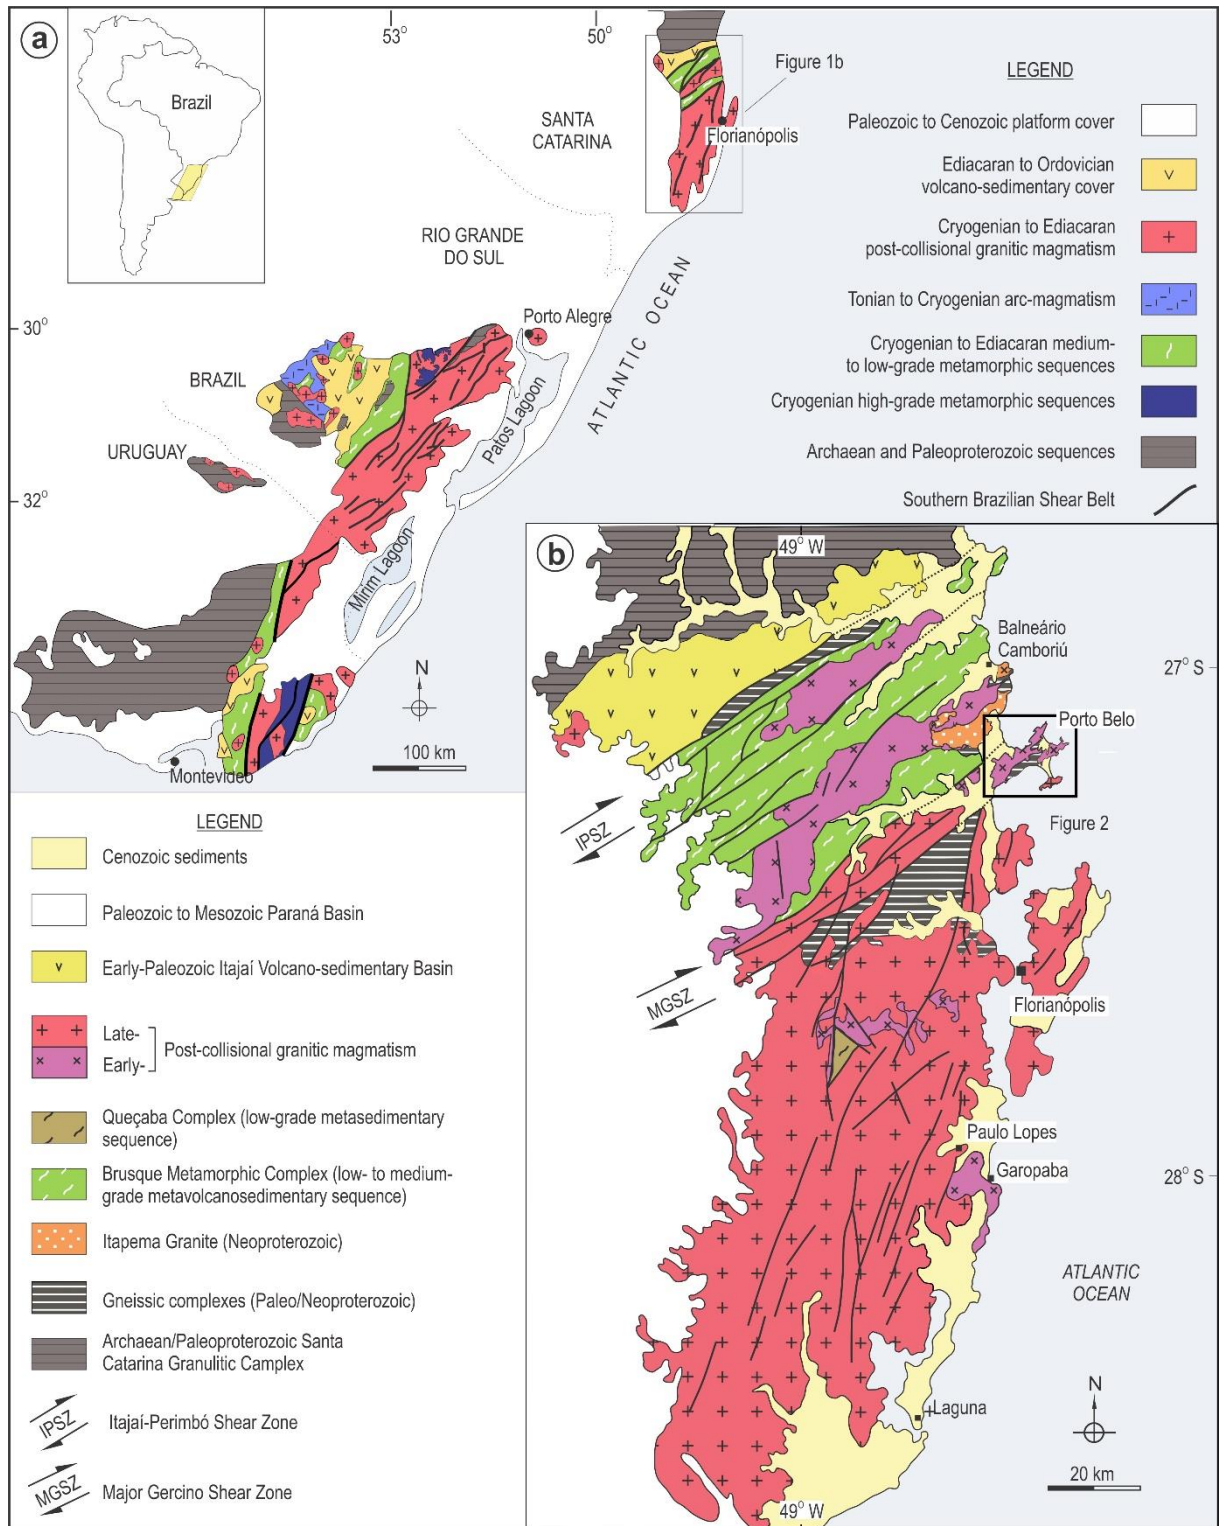 a
53°
50°
Brazil
Figure 1b
SANTA
CATARINA
Florianópolis
RIO GRANDE
DO SUL
ATLANTIC OCEAN
30°
Porto Alegre
BRAZIL
Patos Lagoon
URUGUAY
32°
Mirim Lagoon
N
100 km
Montevideo
LEGEND
Paleozoic to Cenozoic platform cover
Ediacaran to Ordovician
volcano-sedimentary cover
Cryogenian to Ediacaran
post-collisional granitic magmatism
Tonian to Cryogenian arc-magmatism
Cryogenian to Ediacaran medium-
to low-grade metamorphic sequences
Cryogenian high-grade metamorphic sequences
Archaean and Paleoproterozoic sequences
Southern Brazilian Shear Belt
b
49° W
Balneário
Camboriú
27° S
Porto Belo
IPSZ
Figure 2
MGSZ
Florianópolis
Paulo Lopes
Garopaba
28° S
ATLANTIC
OCEAN
N
Laguna
20 km
49° W
LEGEND
Cenozoic sediments
Paleozoic to Mesozoic Paraná Basin
Early-Paleozoic Itajaí Volcano-sedimentary Basin
Late-
Early-
Post-collisional granitic magmatism
Queçaba Complex (low-grade metasedimentary
sequence)
Brusque Metamorphic Complex (low- to medium-
grade metavolcanosedimentary sequence)
Itapema Granite (Neoproterozoic)
Gneissic complexes (Paleo/Neoproterozoic)
Archaean/Paleoproterozoic Santa
Catarina Granulitic Camplex
IPSZ
Itajaí-Perimbó Shear Zone
MGSZ
Major Gercino Shear Zone